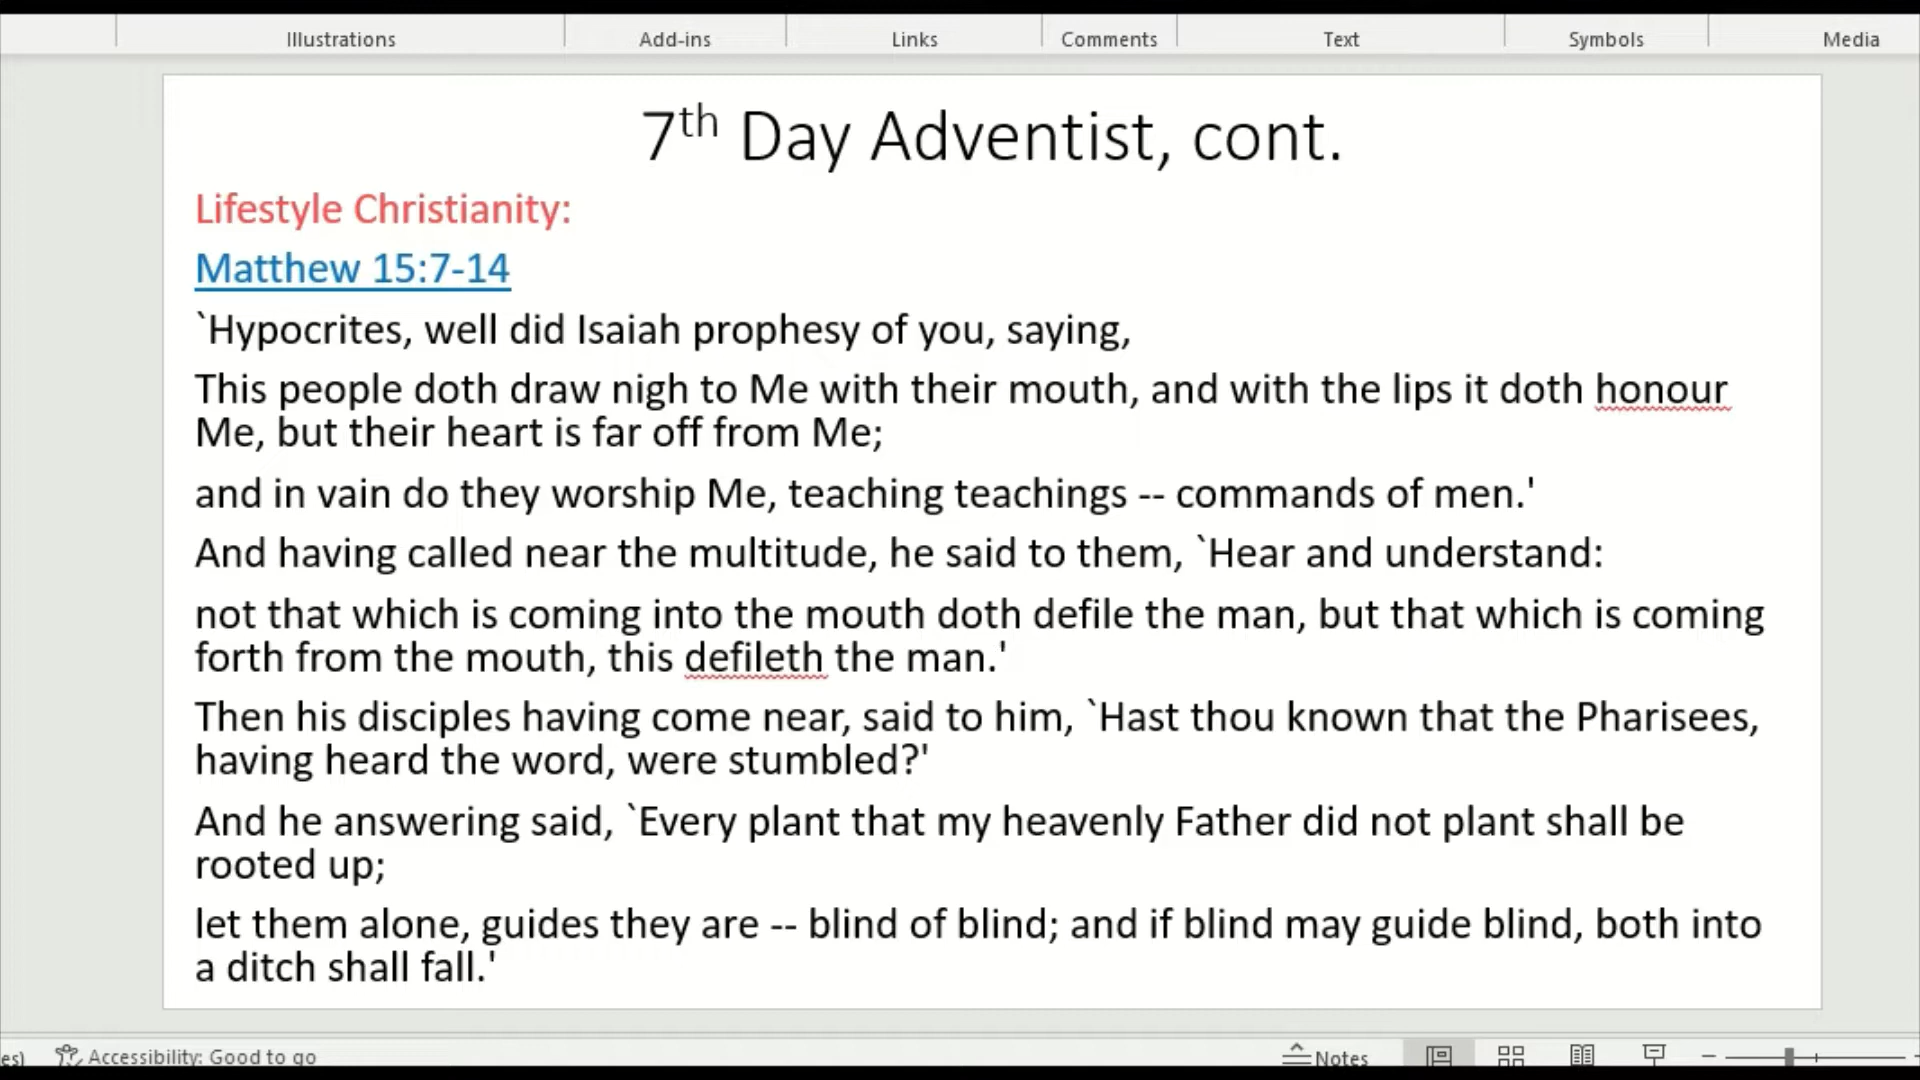 Illustrations Add-ins Links Comments Text Symbols Media
7th Day Adventist, cont.
Lifestyle Christianity:
Matthew 15:7-14
`Hypocrites, well did Isaiah prophesy of you, saying,
This people doth draw nigh to Me with their mouth, and with the lips it doth honour
Me, but their heart is far off from Me;
and in vain do they worship Me, teaching teachings -- commands of men.'
And having called near the multitude, he said to them, `Hear and understand:
not that which is coming into the mouth doth defile the man, but that which is coming
forth from the mouth, this defileth the man.'
Then his disciples having come near, said to him, `Hast thou known that the Pharisees,
having heard the word, were stumbled?'
And he answering said, `Every plant that my heavenly Father did not plant shall be
rooted up;
let them alone, guides they are -- blind of blind; and if blind may guide blind, both into
a ditch shall fall.'
es) Accessibility: Good to go Notes